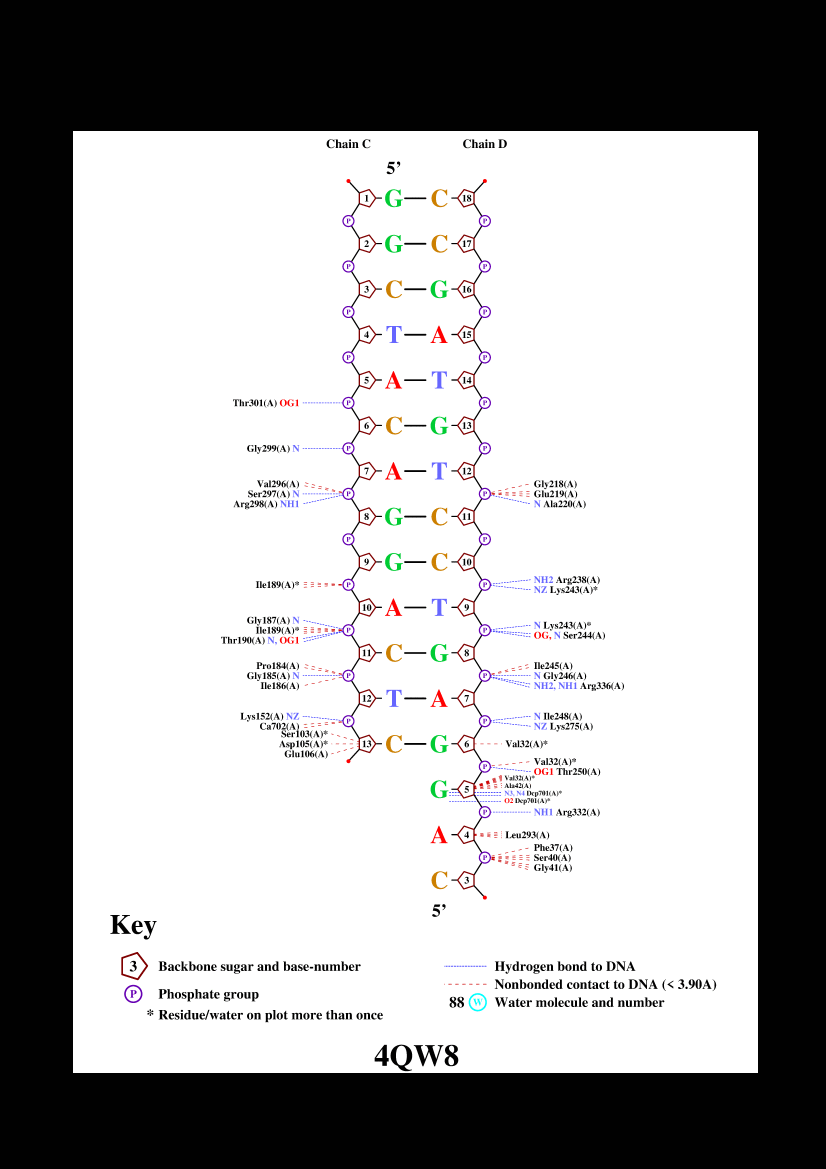 Chain C Chain D
5’
1 G C 18
P P
2 G C 17
P P
3 C G 16
P P
4 T A 15
P P
5 A T 14
Thr301(A) OG1 P P
6 C G 13
Gly299(A) N P P
7 A T 12
Val296(A) Gly218(A)
Ser297(A) N P P Glu219(A)
Arg298(A) NH1 N Ala220(A)
8 G C 11
P P
9 G C 10
NH2 Arg238(A)
Ile189(A)* P P
NZ Lys243(A)*
10 A T 9
Gly187(A) N N Lys243(A)*
Ile189(A)* P P OG, N Ser244(A)
Thr190(A) N, OG1
11 C G 8
Pro184(A) Ile245(A)
Gly185(A) N P P N Gly246(A)
Ile186(A) NH2, NH1 Arg336(A)
12 T A 7
Lys152(A) NZ N Ile248(A)
P P
Ca702(A) NZ Lys275(A)
Ser103(A)*
Asp105(A)* 13 C G 6 Val32(A)*
Glu106(A)
Val32(A)*
P
OG1 Thr250(A)
Val32(A)*
Ala42(A)
G 5
N3, N4 Dcp701(A)*
O2 Dcp701(A)*
P NH1 Arg332(A)
A 4 Leu293(A)
Phe37(A)
P Ser40(A)
Gly41(A)
C 3
5’
Key
3 Backbone sugar and base-number
P Phosphate group
* Residue/water on plot more than once
Hydrogen bond to DNA
Nonbonded contact to DNA (< 3.90A)
88 W Water molecule and number
4QW8